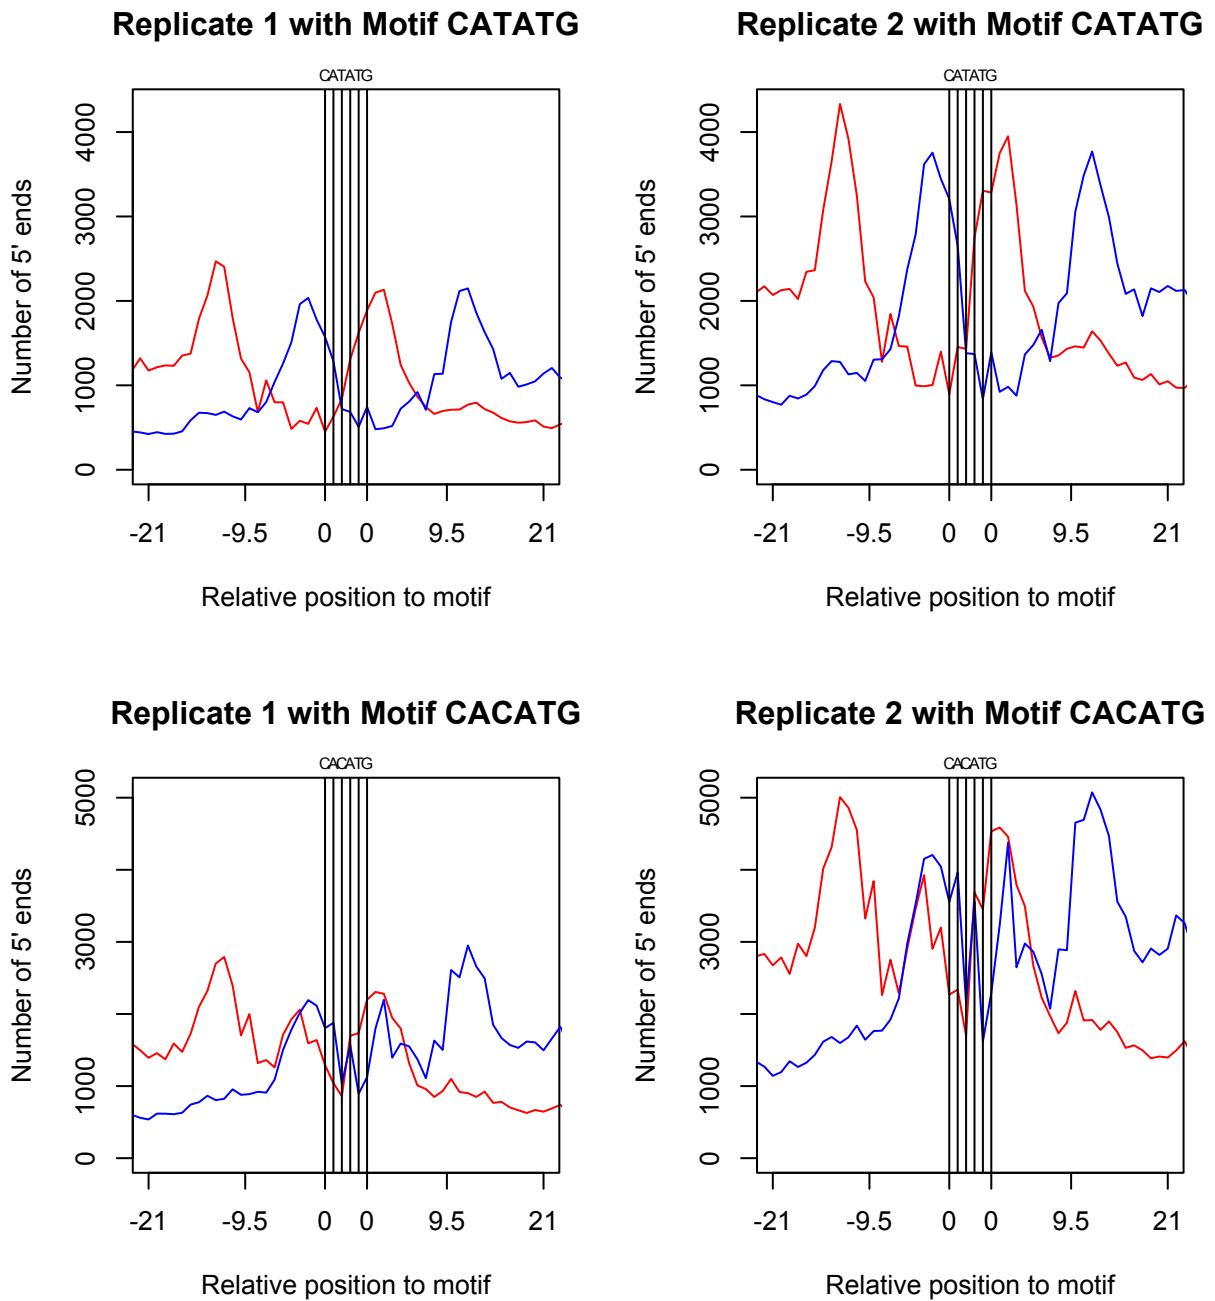 Replicate 1 with Motif CATATG
CATATG
Number of 5' ends
0
1000
2000
3000
4000
-21 -9.5 0 0 9.5 21
Relative position to motif
Replicate 2 with Motif CATATG
CATATG
Number of 5' ends
0
1000
2000
3000
4000
-21 -9.5 0 0 9.5 21
Relative position to motif
Replicate 1 with Motif CACATG
CACATG
Number of 5' ends
0
1000
3000
5000
-21 -9.5 0 0 9.5 21
Relative position to motif
Replicate 2 with Motif CACATG
CACATG
Number of 5' ends
0
1000
3000
5000
-21 -9.5 0 0 9.5 21
Relative position to motif